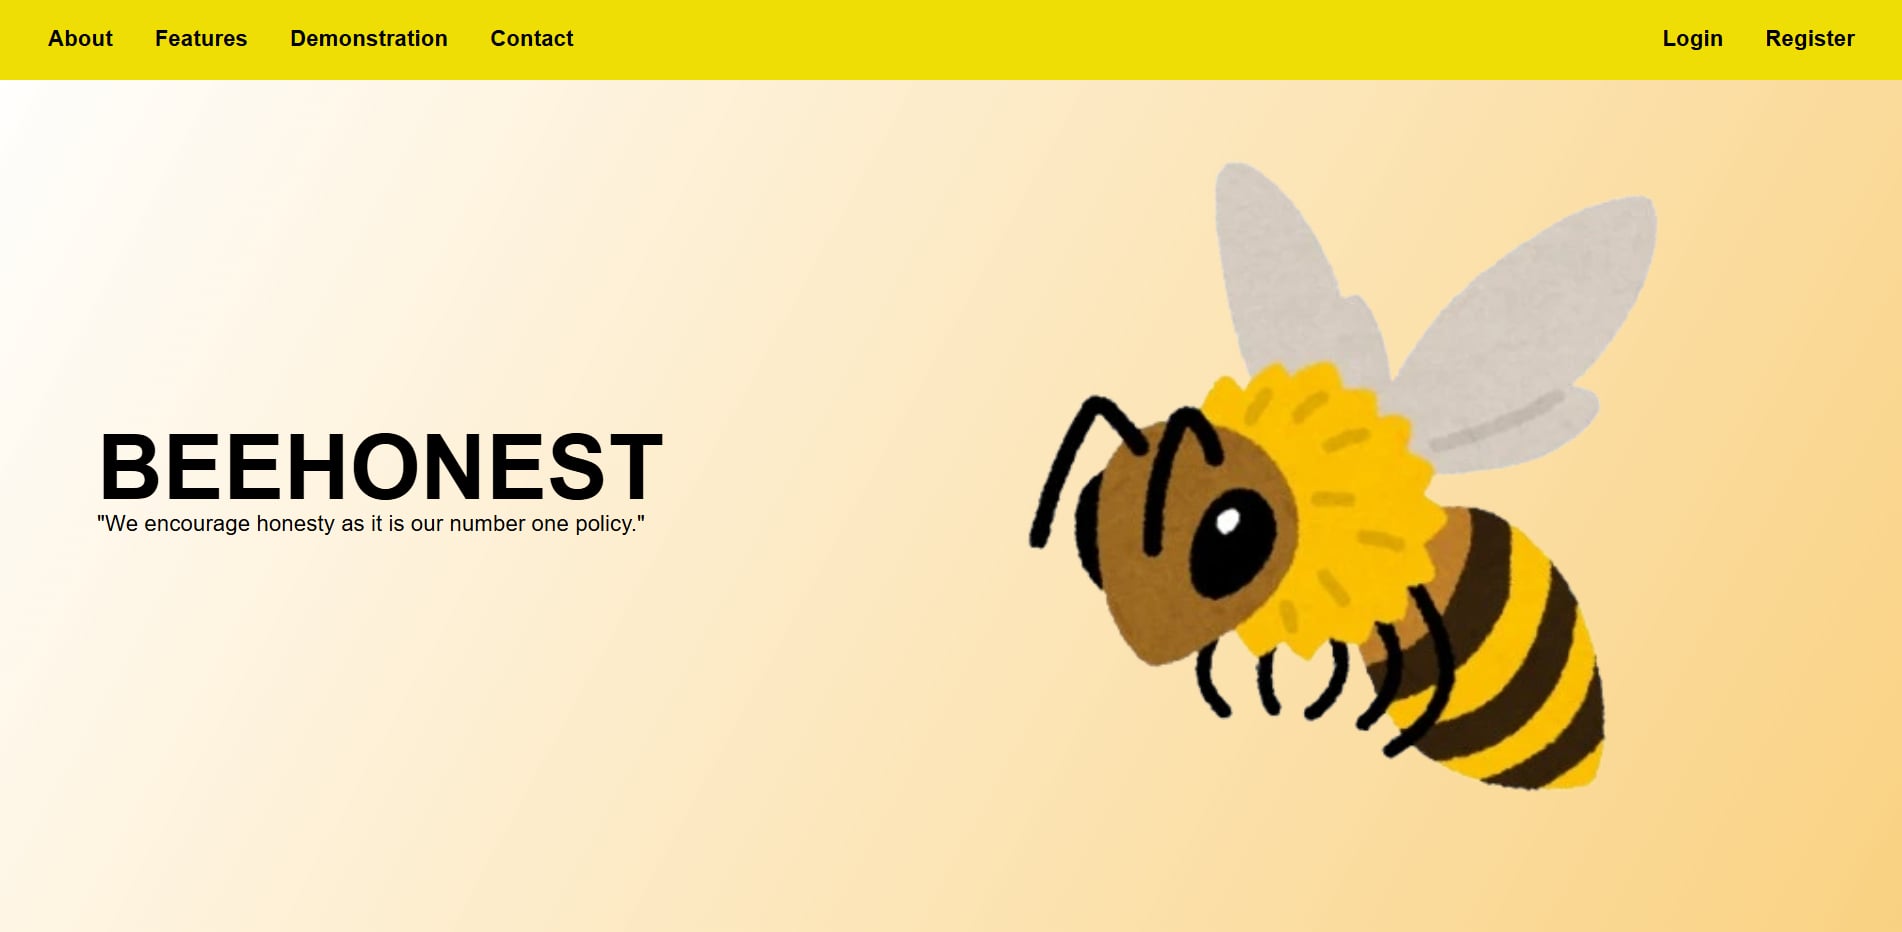 About Features Demonstration Contact Login Register
BEEHONEST
"We encourage honesty as it is our number one policy."